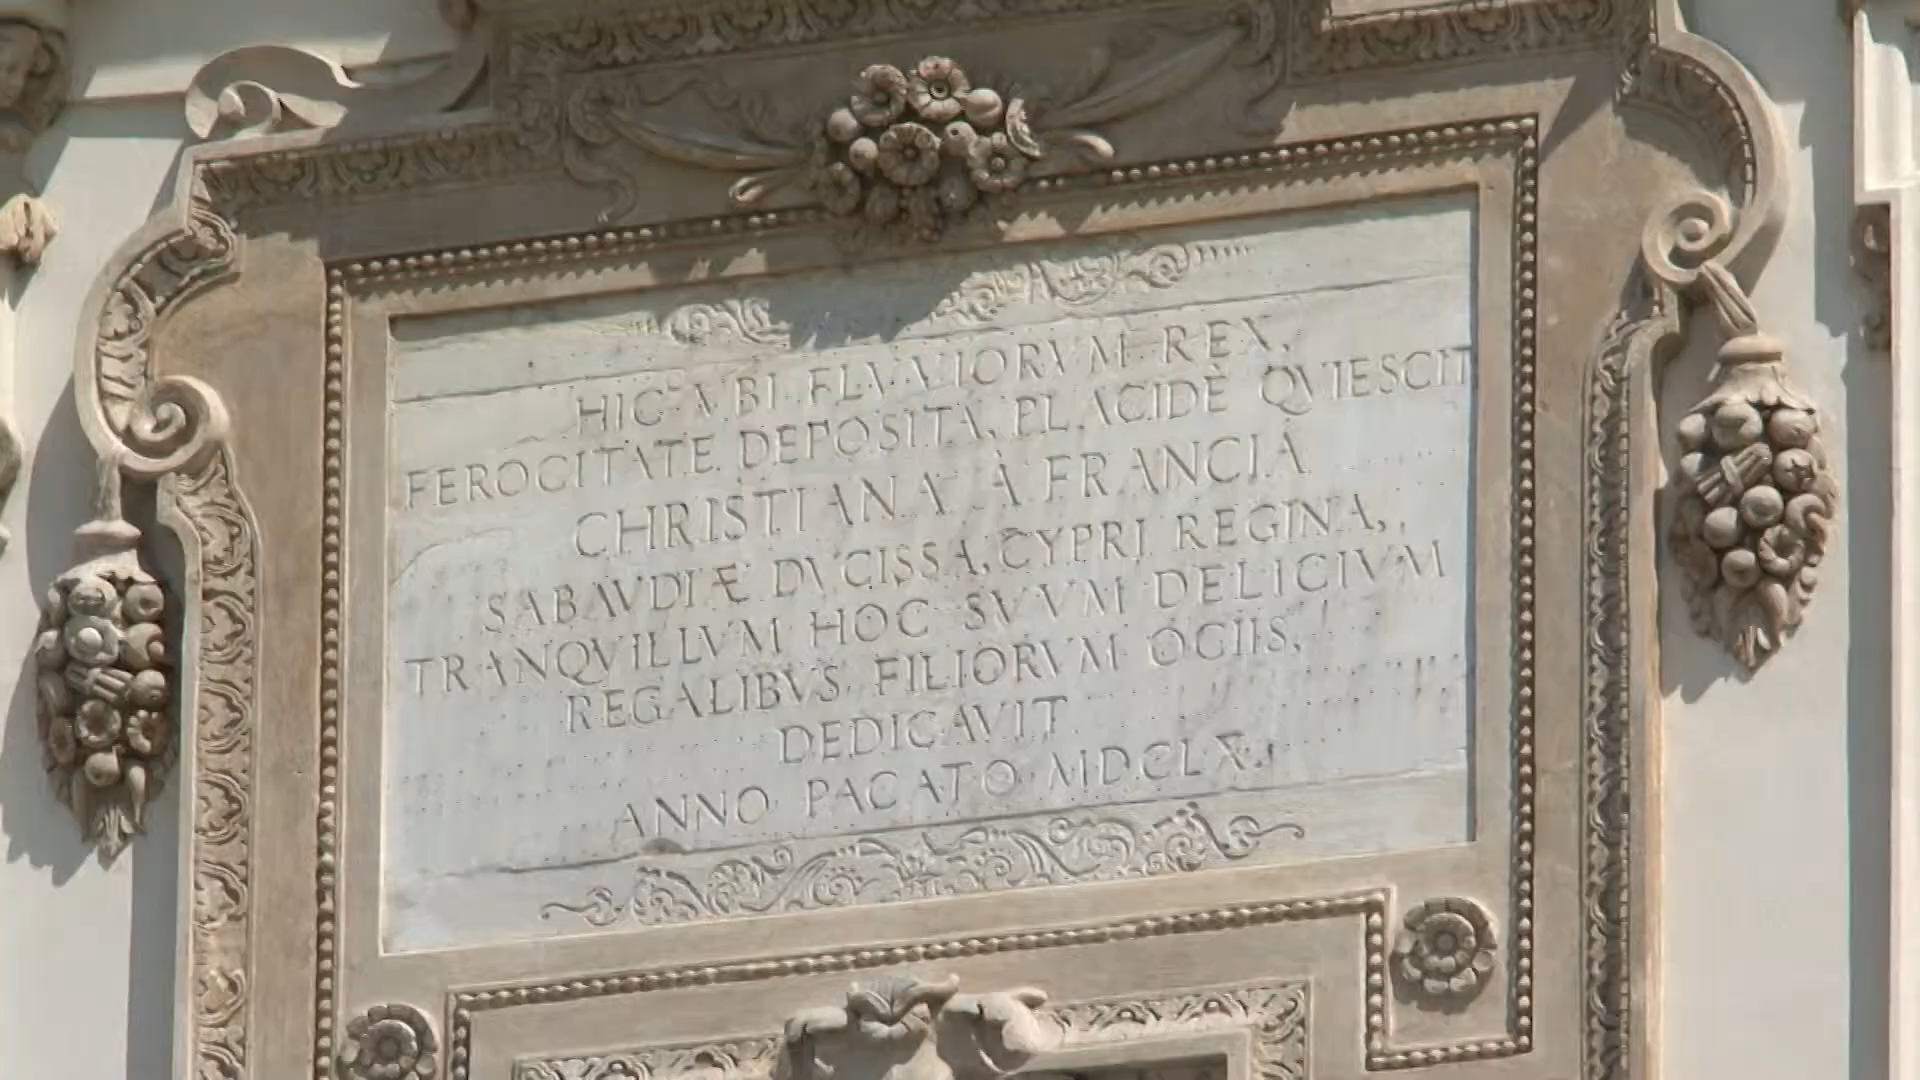 HIC VBI FLVVIORVM REX,
FEROCITATE DEPOSITA, PLACIDÈ QVIESCIT
CHRISTIANA À FRANCIA
SABAVDIÆ DVCISSA, CYPRI REGINA,
TRANQVILLVM HOC SVVM DELICIVM
REGALIBVS FILIORVM OCIIS,
DEDICAVIT
ANNO PACATO MDCLX.